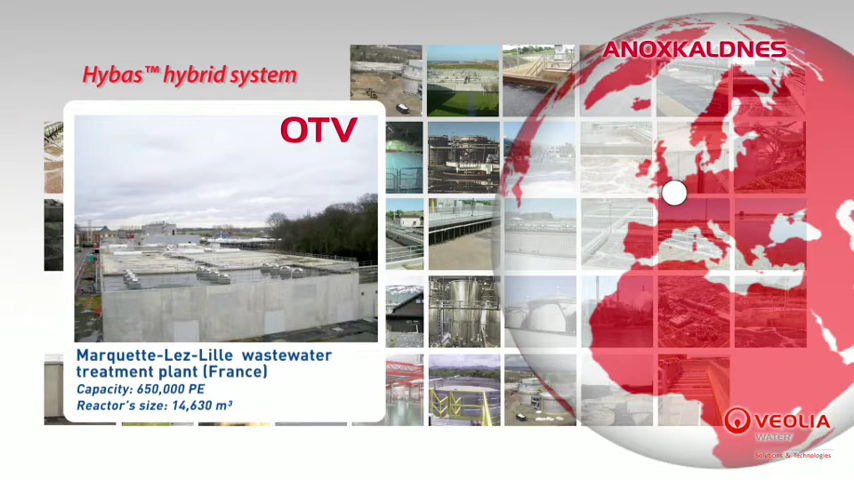 ANOXKALDNES
Hybas™ hybrid system
OTV
Marquette-Lez-Lille wastewater
treatment plant (France)
Capacity: 650,000 PE
Reactor's size: 14,630 m³
VEOLIA
WATER
Solutions & Technologies